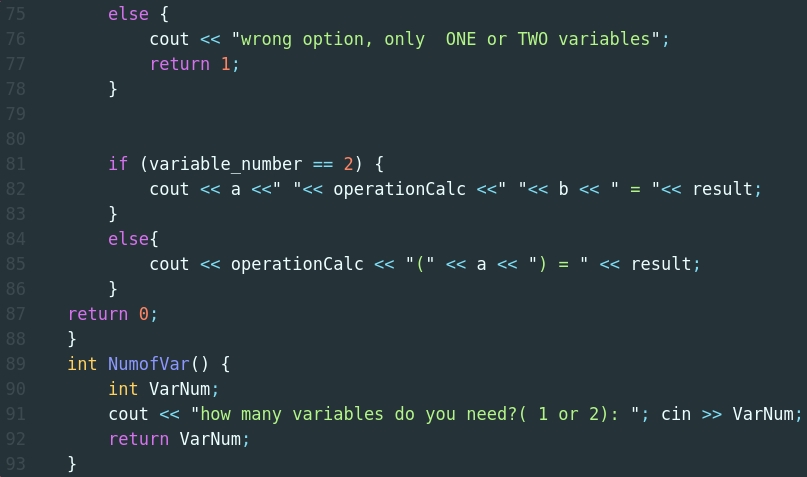 75 else {
76 cout << "wrong option, only  ONE or TWO variables";
77 return 1;
78 }
79
80
81 if (variable_number == 2) {
82 cout << a <<" "<< operationCalc <<" "<< b << " = "<< result;
83 }
84 else{
85 cout << operationCalc << "(" << a << ") = " << result;
86 }
87 return 0;
88 }
89 int NumofVar() {
90 int VarNum;
91 cout << "how many variables do you need?( 1 or 2): "; cin >> VarNum;
92 return VarNum;
93 }